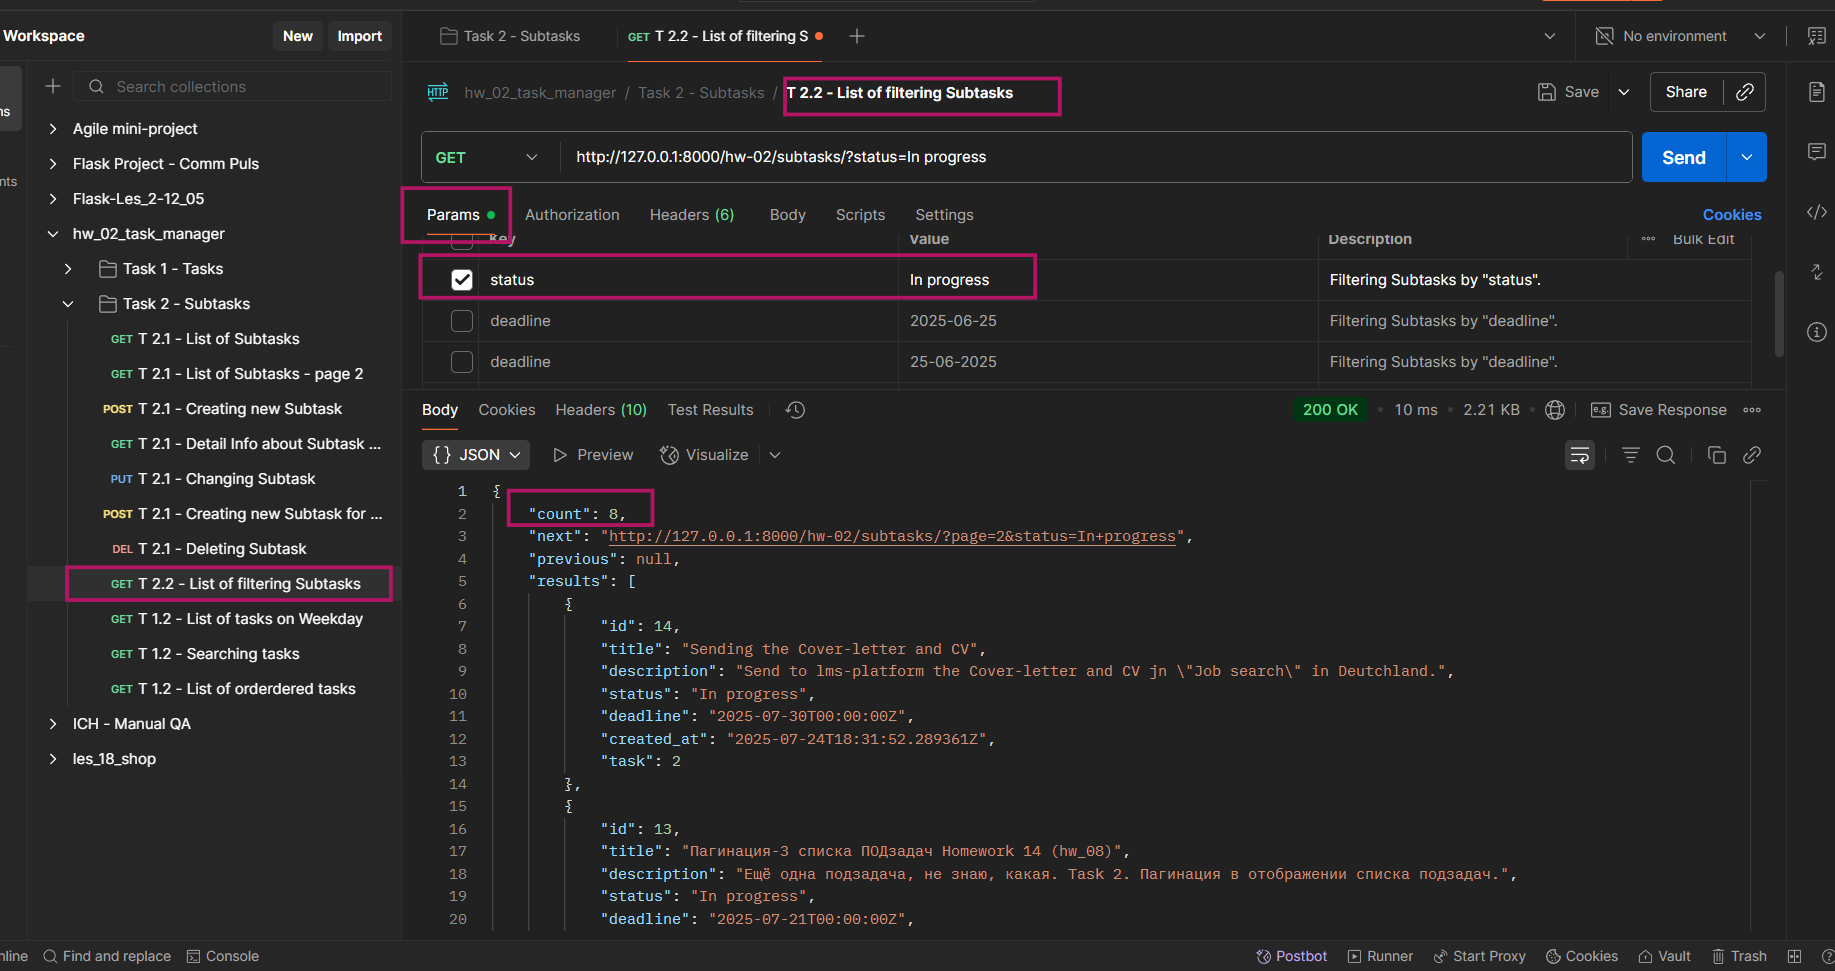 Workspace
New
Import
Search collections
ns
nts
Agile mini-project
Flask Project - Comm Puls
Flask-Les_2-12_05
hw_02_task_manager
Task 1 - Tasks
Task 2 - Subtasks
GET T 2.1 - List of Subtasks
GET T 2.1 - List of Subtasks - page 2
POST T 2.1 - Creating new Subtask
GET T 2.1 - Detail Info about Subtask ...
PUT T 2.1 - Changing Subtask
POST T 2.1 - Creating new Subtask for ...
DEL T 2.1 - Deleting Subtask
GET T 2.2 - List of filtering Subtasks
GET T 1.2 - List of tasks on Weekday
GET T 1.2 - Searching tasks
GET T 1.2 - List of orderdered tasks
ICH - Manual QA
les_18_shop
Task 2 - Subtasks
GET T 2.2 - List of filtering S
No environment
HTTP hw_02_task_manager / Task 2 - Subtasks / T 2.2 - List of filtering Subtasks
Save
Share
GET http://127.0.0.1:8000/hw-02/subtasks/?status=In progress
Send
Params Authorization Headers (6) Body Scripts Settings
Cookies
Key Value Description Bulk Edit
status In progress Filtering Subtasks by "status".
deadline 2025-06-25 Filtering Subtasks by "deadline".
deadline 25-06-2025 Filtering Subtasks by "deadline".
Body Cookies Headers (10) Test Results
200 OK 10 ms 2.21 KB e.g. Save Response
{} JSON Preview Visualize
1 {
2 "count": 8,
3 "next": "http://127.0.0.1:8000/hw-02/subtasks/?page=2&status=In+progress",
4 "previous": null,
5 "results": [
6 {
7 "id": 14,
8 "title": "Sending the Cover-letter and CV",
9 "description": "Send to lms-platform the Cover-letter and CV jn \"Job search\" in Deutchland.",
10 "status": "In progress",
11 "deadline": "2025-07-30T00:00:00Z",
12 "created_at": "2025-07-24T18:31:52.289361Z",
13 "task": 2
14 },
15 {
16 "id": 13,
17 "title": "Пагинация-3 списка ПОДзадач Homework 14 (hw_08)",
18 "description": "Ещё одна подзадача, не знаю, какая. Task 2. Пагинация в отображении списка подзадач.",
19 "status": "In progress",
20 "deadline": "2025-07-21T00:00:00Z",
nline Find and replace Console
Postbot Runner Start Proxy Cookies Vault Trash